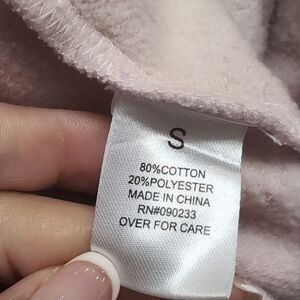 S
80%COTTON
20%POLYESTER
MADE IN CHINA
RN#090233
OVER FOR CARE